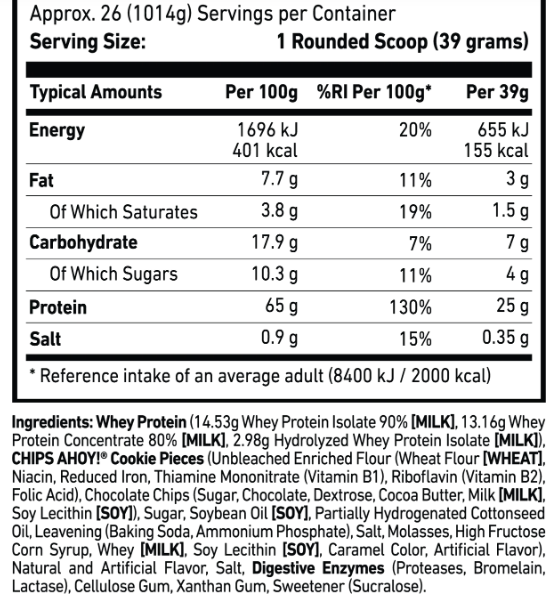 Approx. 26 (1014g) Servings per Container
Serving Size: 1 Rounded Scoop (39 grams)
Typical Amounts Per 100g %RI Per 100g* Per 39g
Energy 1696 kJ 20% 655 kJ
401 kcal 155 kcal
Fat 7.7 g 11% 3 g
Of Which Saturates 3.8 g 19% 1.5 g
Carbohydrate 17.9 g 7% 7 g
Of Which Sugars 10.3 g 11% 4 g
Protein 65 g 130% 25 g
Salt 0.9 g 15% 0.35 g
* Reference intake of an average adult (8400 kJ / 2000 kcal)
Ingredients: Whey Protein (14.53g Whey Protein Isolate 90% [MILK], 13.16g Whey
Protein Concentrate 80% [MILK], 2.98g Hydrolyzed Whey Protein Isolate [MILK]),
CHIPS AHOY!® Cookie Pieces (Unbleached Enriched Flour (Wheat Flour [WHEAT],
Niacin, Reduced Iron, Thiamine Mononitrate (Vitamin B1), Riboflavin (Vitamin B2),
Folic Acid), Chocolate Chips (Sugar, Chocolate, Dextrose, Cocoa Butter, Milk [MILK],
Soy Lecithin [SOY]), Sugar, Soybean Oil [SOY], Partially Hydrogenated Cottonseed
Oil, Leavening (Baking Soda, Ammonium Phosphate), Salt, Molasses, High Fructose
Corn Syrup, Whey [MILK], Soy Lecithin [SOY], Caramel Color, Artificial Flavor),
Natural and Artificial Flavor, Salt, Digestive Enzymes (Proteases, Bromelain,
Lactase), Cellulose Gum, Xanthan Gum, Sweetener (Sucralose).